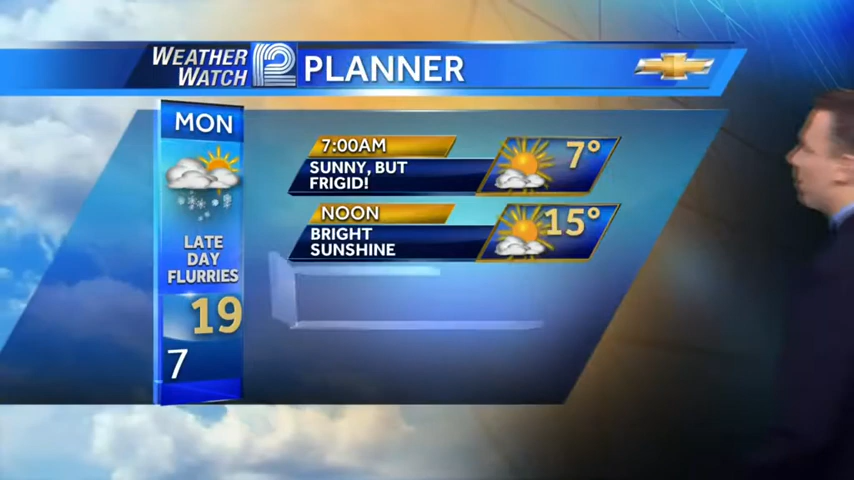 WEATHER WATCH 12 PLANNER
MON
LATE
DAY
FLURRIES
19
7
7:00AM
SUNNY, BUT
FRIGID!
7°
NOON
BRIGHT
SUNSHINE
15°